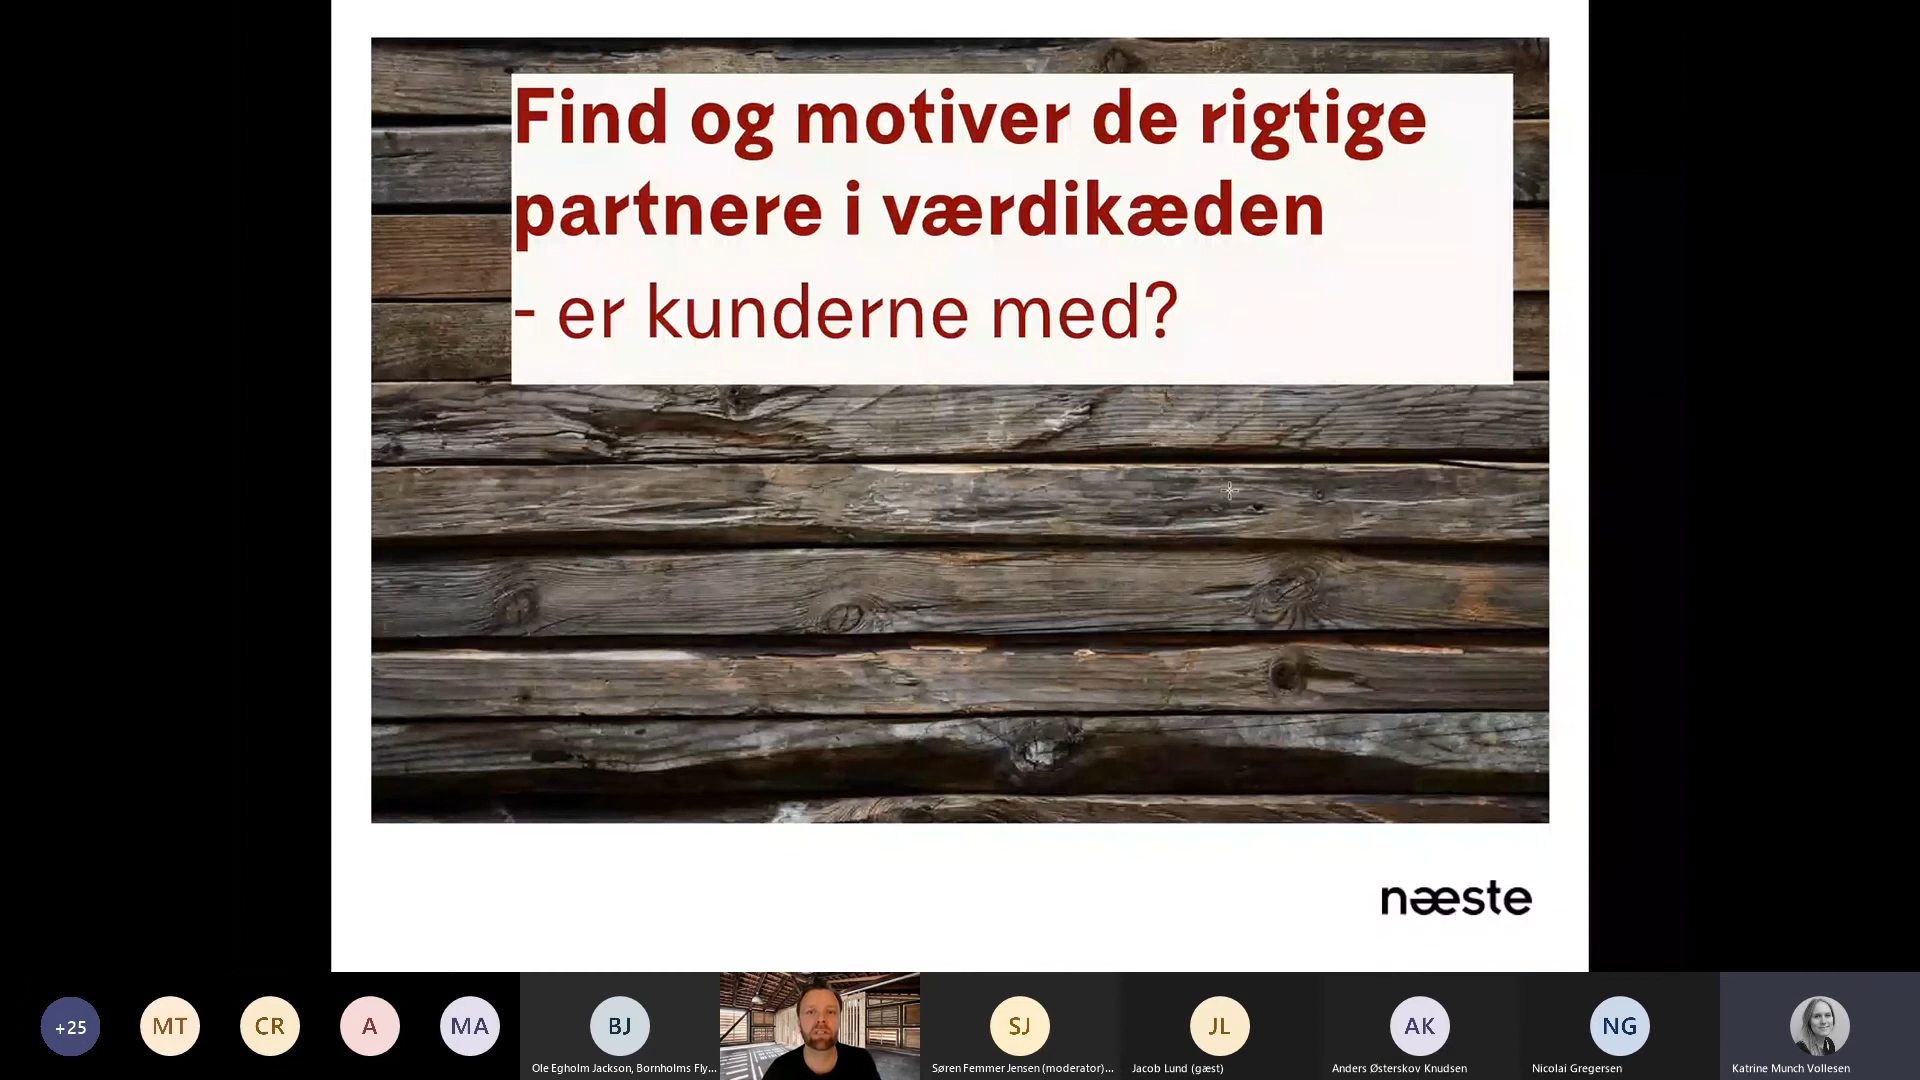 Find og motiver de rigtige
partnere i værdikæden
- er kunderne med?
næste
+25
MT
CR
A
MA
BJ
SJ
JL
AK
NG
Ole Egholm Jackson, Bornholms Fly...
Søren Femmer Jensen (moderator)...
Jacob Lund (gæst)
Anders Østerskov Knudsen
Nicolai Gregersen
Katrine Munch Vollesen